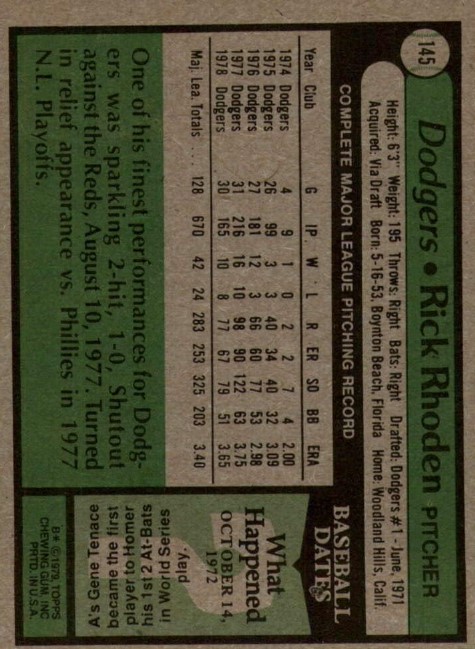 145
Dodgers • Rick Rhoden PITCHER
Height: 6'3" Weight: 195 Throws: Right Bats: Right Drafted: Dodgers #1 - June, 1971
Acquired: Via Draft Born: 5-16-53, Boynton Beach, Florida Home: Woodland Hills, Calif.
COMPLETE MAJOR LEAGUE PITCHING RECORD
Year Club G IP. W L R ER SO BB ERA
1974 Dodgers 4 9 1 0 2 2 7 4 2.00
1975 Dodgers 26 99 3 3 40 34 40 32 3.09
1976 Dodgers 27 181 12 3 66 60 77 53 2.98
1977 Dodgers 31 216 16 10 98 90 122 63 3.75
1978 Dodgers 30 165 10 8 77 67 79 51 3.65
Maj. Lea. Totals . . . 128 670 42 24 283 253 325 203 3.40
One of his finest performances for Dodg-
ers was sparkling 2-hit, 1-0, Shutout
against the Reds, August 10, 1977. Turned
in relief appearance vs. Phillies in 1977
N.L. Playoffs.
BASEBALL
DATES
What
Happened
OCTOBER 14,
1972
A's Gene Tenace
became the first
player to Homer
his 1st 2 At-Bats
in World Series
play.
B* © 1979, TOPPS
CHEWING GUM, INC.
PRTD. IN U.S.A.